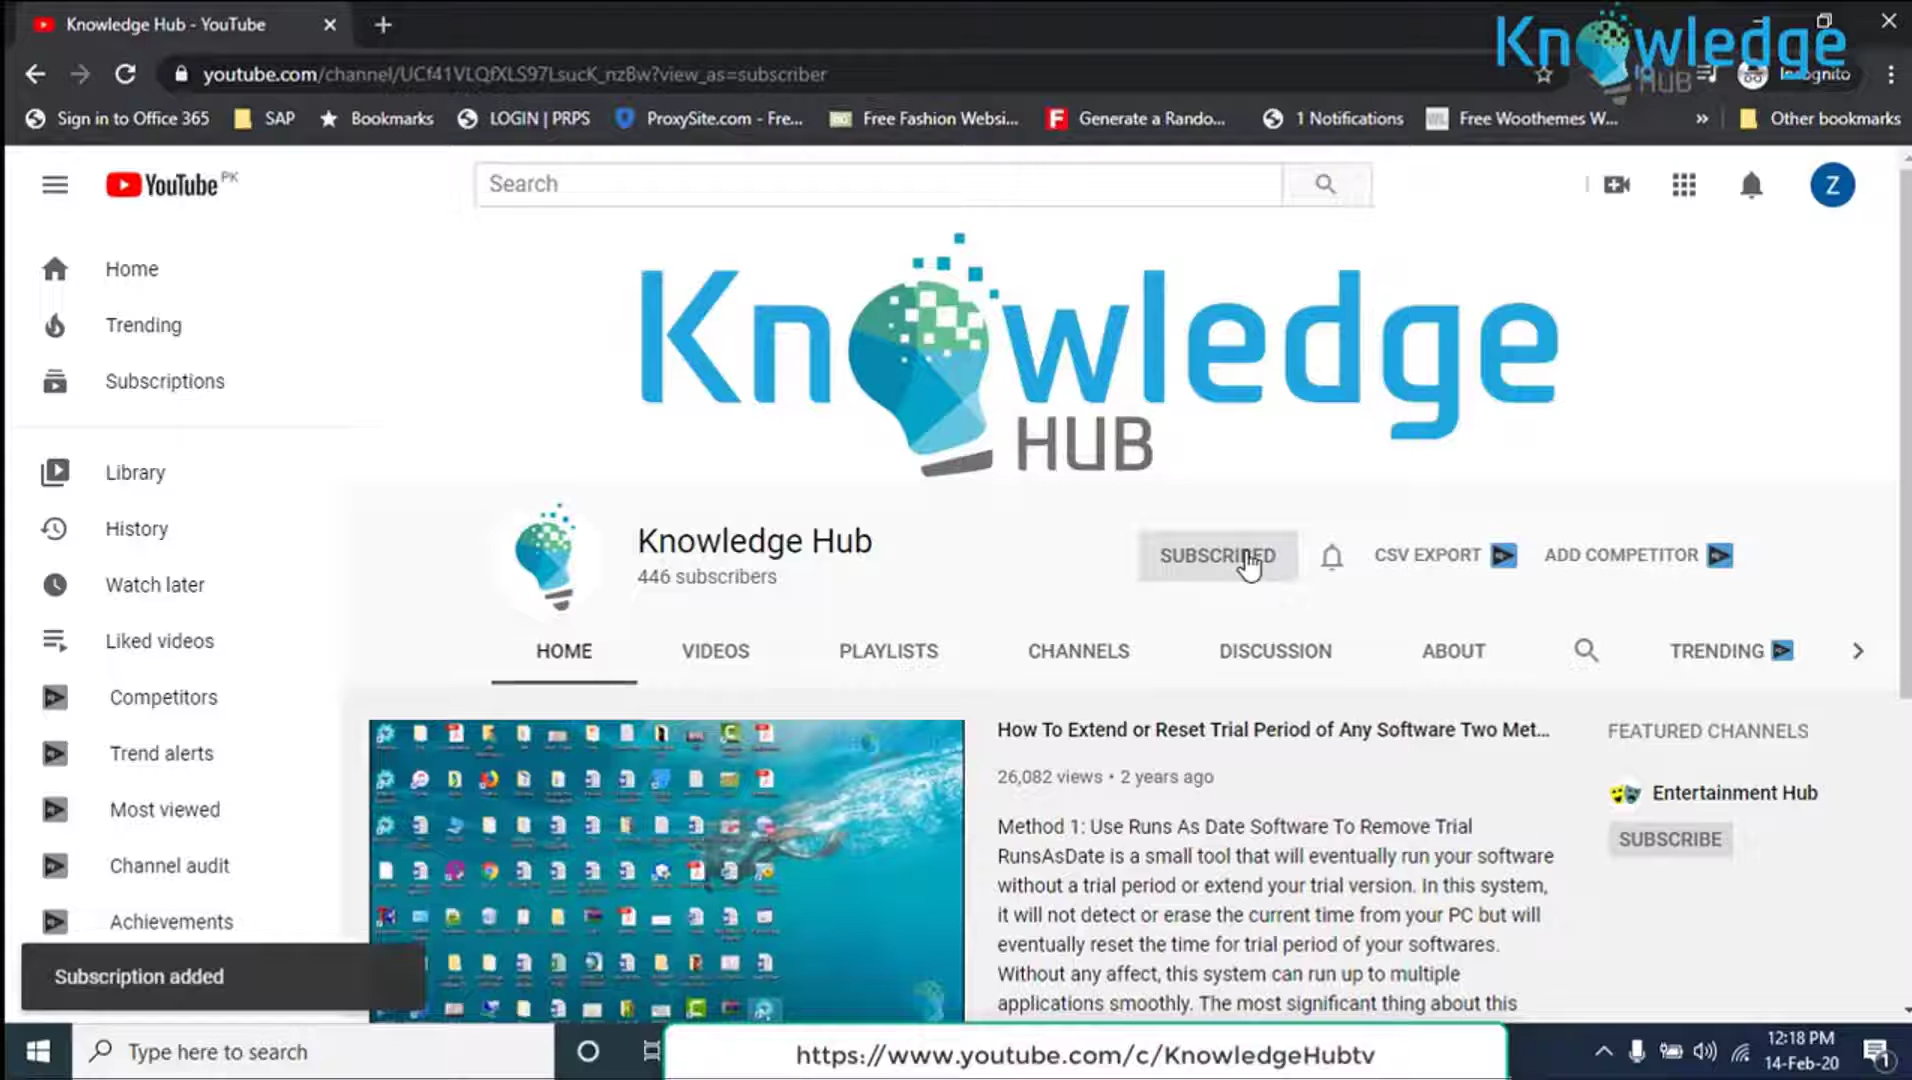 Knowledge Hub - YouTube
Knowledge
HUB
youtube.com/channel/UCf41VLQfXLS97LsucK_nzBw?view_as=subscriber
Incognito
Sign in to Office 365
SAP
Bookmarks
LOGIN | PRPS
ProxySite.com - Fre...
Free Fashion Websi...
Generate a Rando...
1 Notifications
Free Woothemes W...
»
Other bookmarks
YouTube PK
Search
Z
Home
Trending
Subscriptions
Library
History
Watch later
Liked videos
Competitors
Trend alerts
Most viewed
Channel audit
Achievements
Knowledge
HUB
Knowledge Hub
446 subscribers
SUBSCRIBED
CSV EXPORT
ADD COMPETITOR
HOME
VIDEOS
PLAYLISTS
CHANNELS
DISCUSSION
ABOUT
TRENDING
How To Extend or Reset Trial Period of Any Software Two Met...
26,082 views • 2 years ago
Method 1: Use Runs As Date Software To Remove Trial
RunsAsDate is a small tool that will eventually run your software
without a trial period or extend your trial version. In this system,
it will not detect or erase the current time from your PC but will
eventually reset the time for trial period of your softwares.
Without any affect, this system can run up to multiple
applications smoothly. The most significant thing about this
FEATURED CHANNELS
Entertainment Hub
SUBSCRIBE
Subscription added
Type here to search
https://www.youtube.com/c/KnowledgeHubtv
12:18 PM
14-Feb-20
1